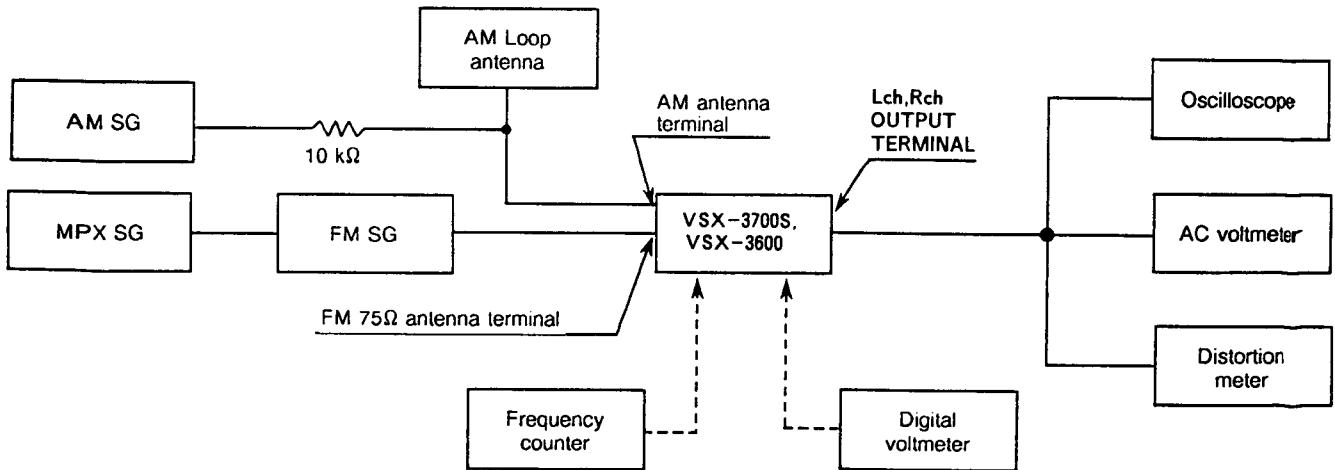 AM Loop
antenna
AM SG
10 kΩ
AM antenna
terminal
Lch,Rch
OUTPUT
TERMINAL
Oscilloscope
MPX SG
FM SG
VSX-3700S,
VSX-3600
AC voltmeter
FM 75Ω antenna terminal
Distortion
meter
Frequency
counter
Digital
voltmeter